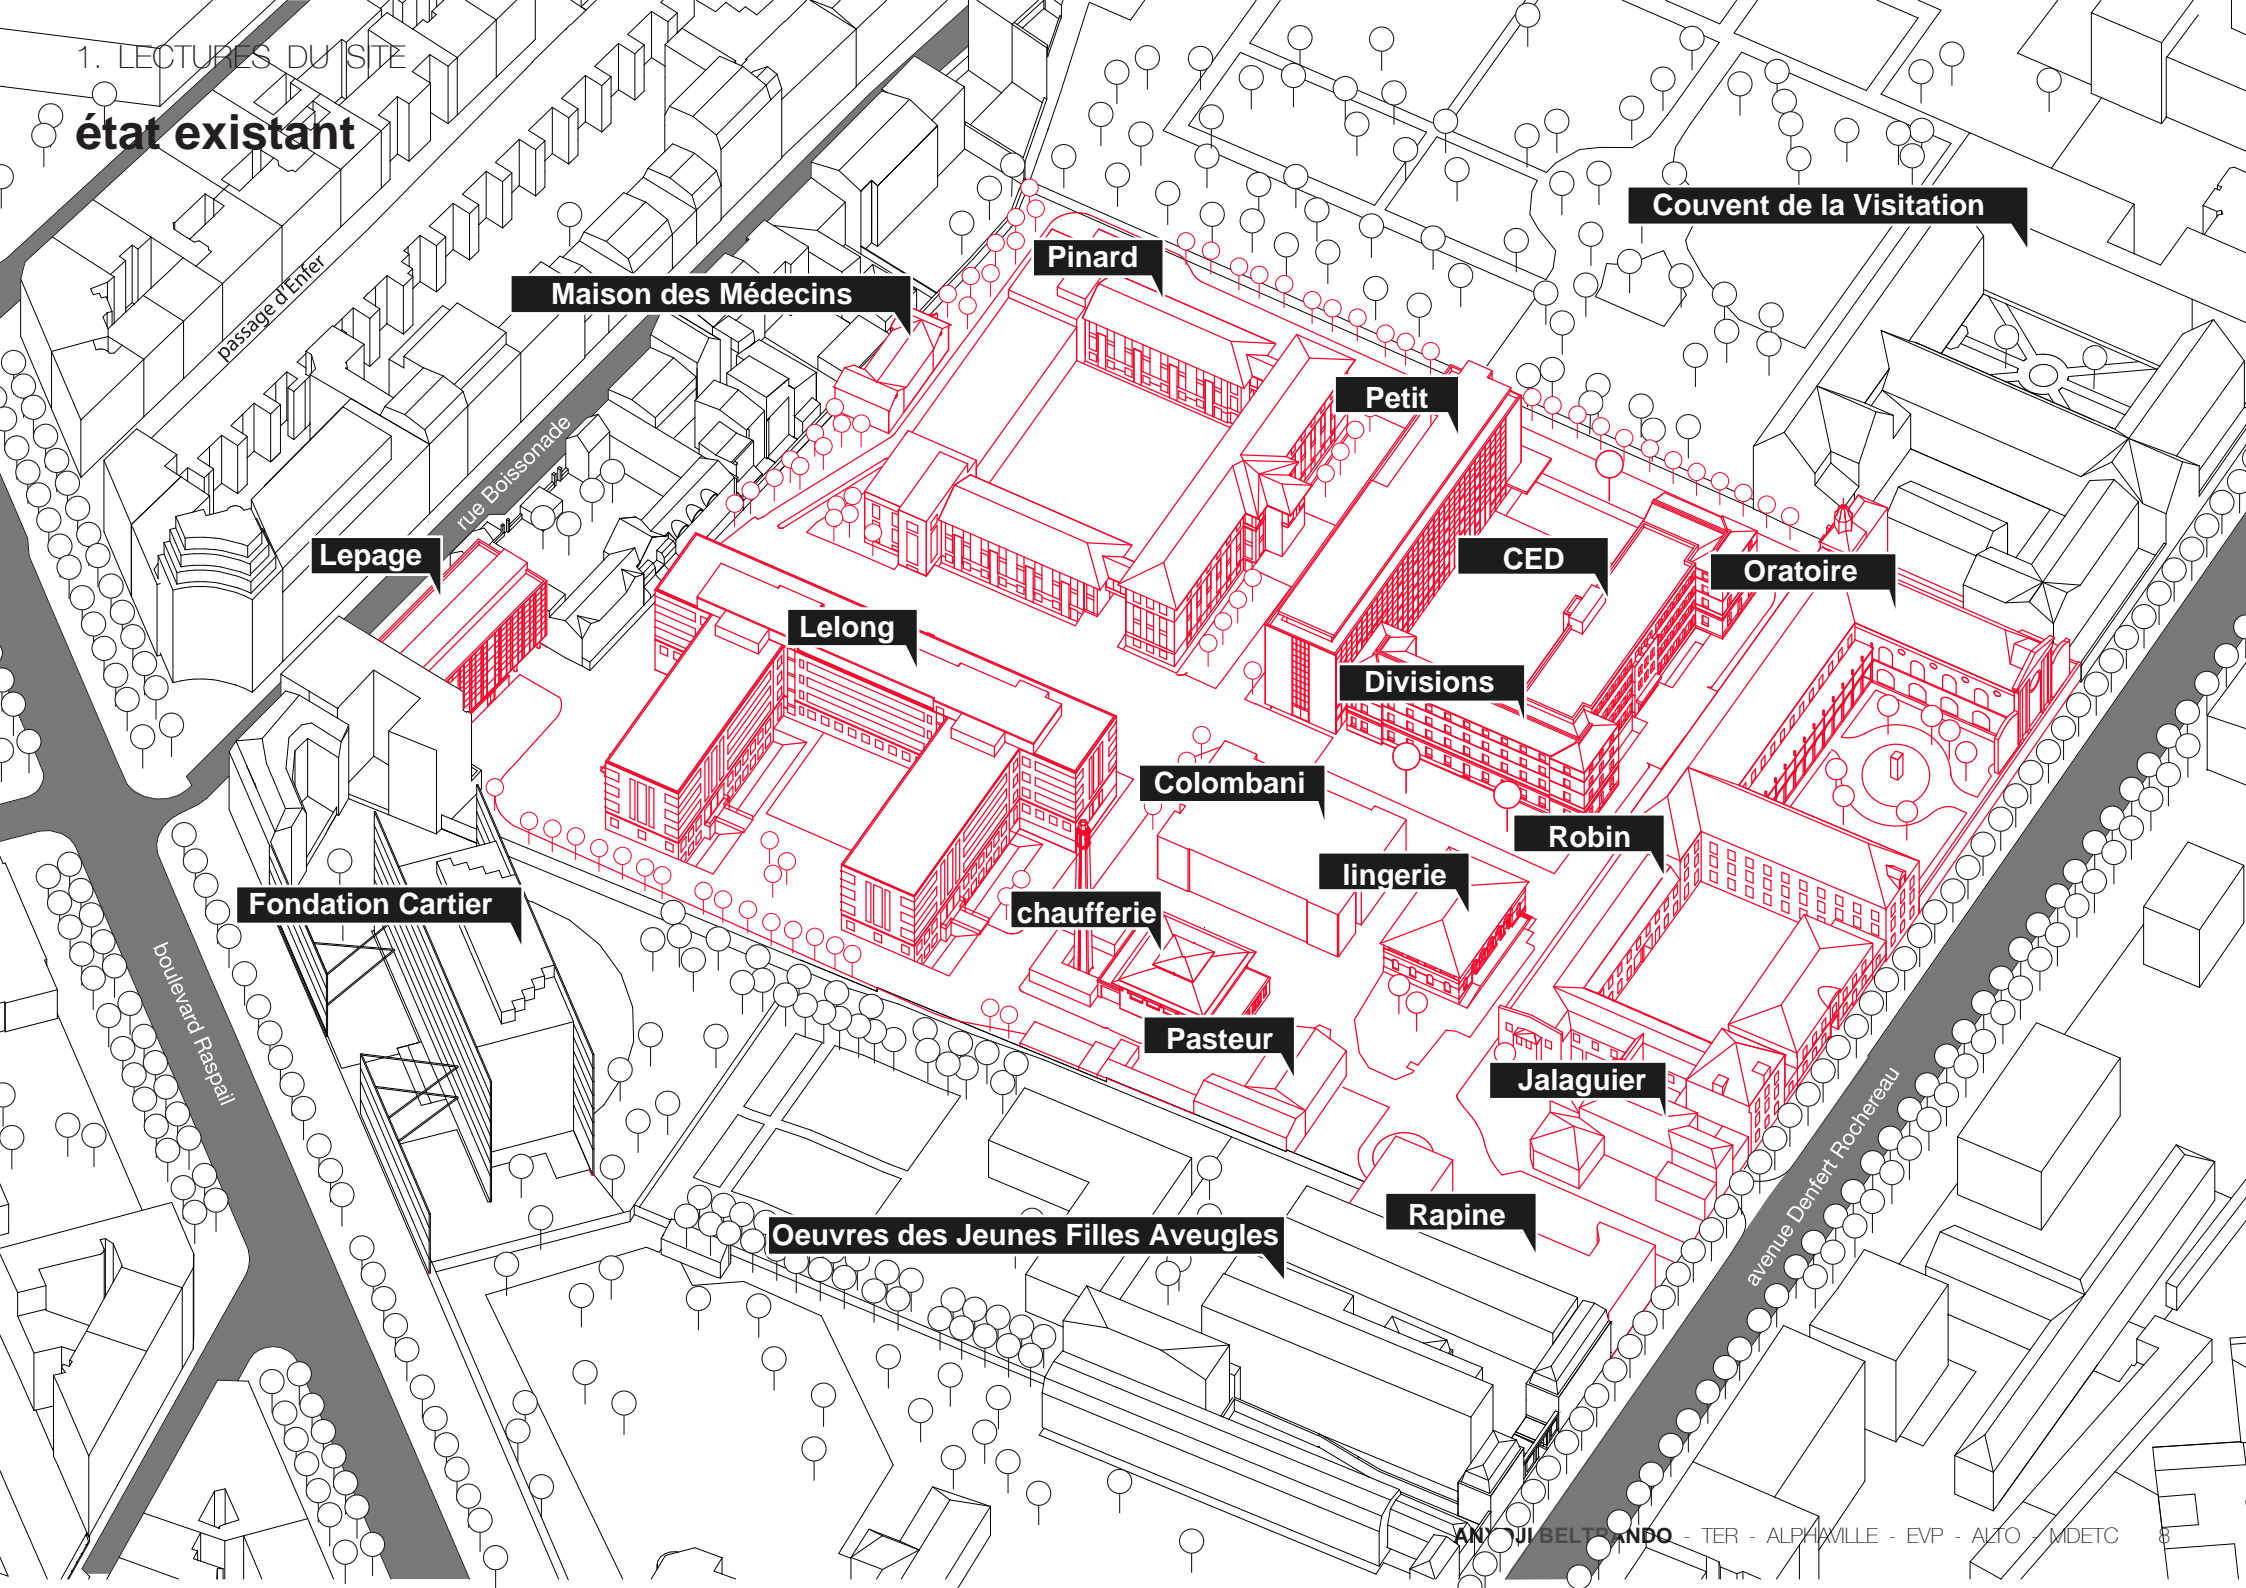 1. LECTURES DU SITE
état existant
Couvent de la Visitation
Pinard
Maison des Médecins
passage d'Enfer
Petit
rue Boissonade
Lepage
CED
Oratoire
Lelong
Divisions
Colombani
Robin
lingerie
Fondation Cartier
chaufferie
boulevard Raspail
Pasteur
Jalaguier
avenue Denfert Rochereau
Rapine
Oeuvres des Jeunes Filles Aveugles
BELTRANDO - TER - ALPHAVILLE - EVP - ALTO - MDETC 8